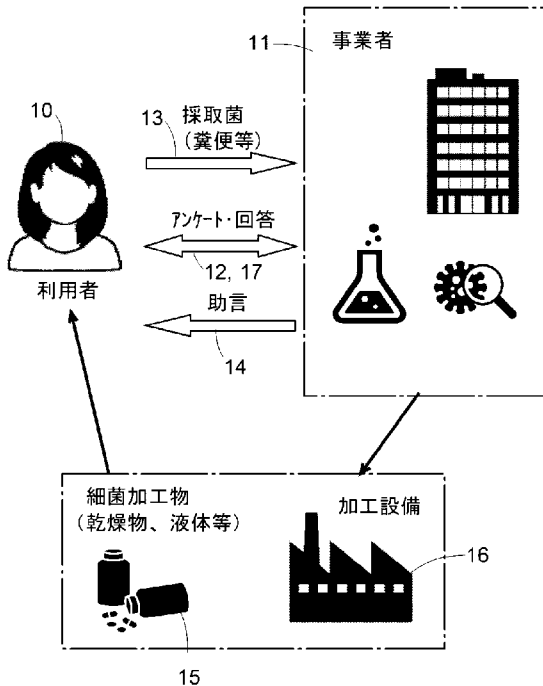 11
事業者
10
13
採取菌
(糞便等)
アンケート・回答
12, 17
利用者
助言
14
細菌加工物
(乾燥物、液体等)
加工設備
16
15